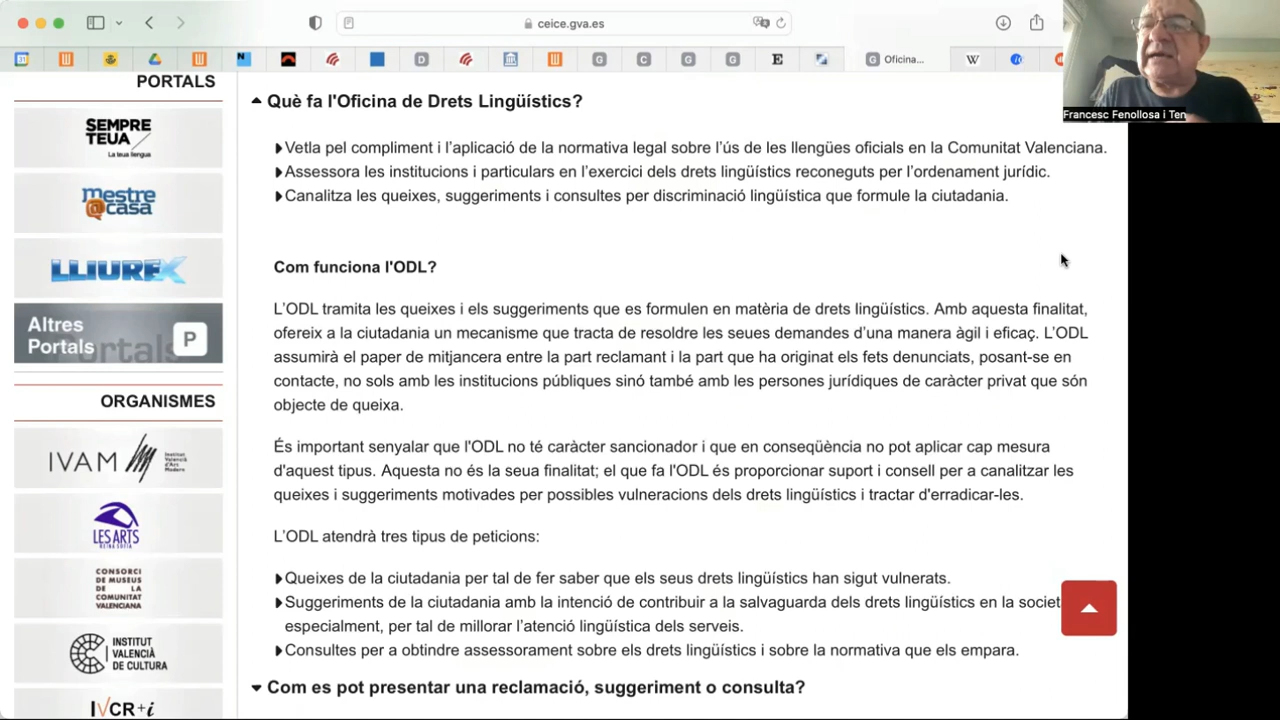 ceice.gva.es
Oficina...
Francesc Fenollosa i Ten
PORTALS
SEMPRE
TEUA
La teua llengua
mestre
@casa
LLIUREX
Altres
Portals
P
ORGANISMES
IVAM
Institut
Valencià
d'Art
Modern
LES ARTS
REINA SOFIA
CONSORCI
DE MUSEUS
DE LA
COMUNITAT
VALENCIANA
INSTITUT
VALENCIÀ
DE CULTURA
IVCR+i
Què fa l'Oficina de Drets Lingüístics?
Vetla pel compliment i l’aplicació de la normativa legal sobre l’ús de les llengües oficials en la Comunitat Valenciana.
Assessora les institucions i particulars en l’exercici dels drets lingüístics reconeguts per l’ordenament jurídic.
Canalitza les queixes, suggeriments i consultes per discriminació lingüística que formule la ciutadania.
Com funciona l'ODL?
L’ODL tramita les queixes i els suggeriments que es formulen en matèria de drets lingüístics. Amb aquesta finalitat,
ofereix a la ciutadania un mecanisme que tracta de resoldre les seues demandes d’una manera àgil i eficaç. L’ODL
assumirà el paper de mitjancera entre la part reclamant i la part que ha originat els fets denunciats, posant-se en
contacte, no sols amb les institucions públiques sinó també amb les persones jurídiques de caràcter privat que són
objecte de queixa.
És important senyalar que l'ODL no té caràcter sancionador i que en conseqüència no pot aplicar cap mesura
d'aquest tipus. Aquesta no és la seua finalitat; el que fa l'ODL és proporcionar suport i consell per a canalitzar les
queixes i suggeriments motivades per possibles vulneracions dels drets lingüístics i tractar d'erradicar-les.
L’ODL atendrà tres tipus de peticions:
Queixes de la ciutadania per tal de fer saber que els seus drets lingüístics han sigut vulnerats.
Suggeriments de la ciutadania amb la intenció de contribuir a la salvaguarda dels drets lingüístics en la societ
especialment, per tal de millorar l’atenció lingüística dels serveis.
Consultes per a obtindre assessorament sobre els drets lingüístics i sobre la normativa que els empara.
Com es pot presentar una reclamació, suggeriment o consulta?